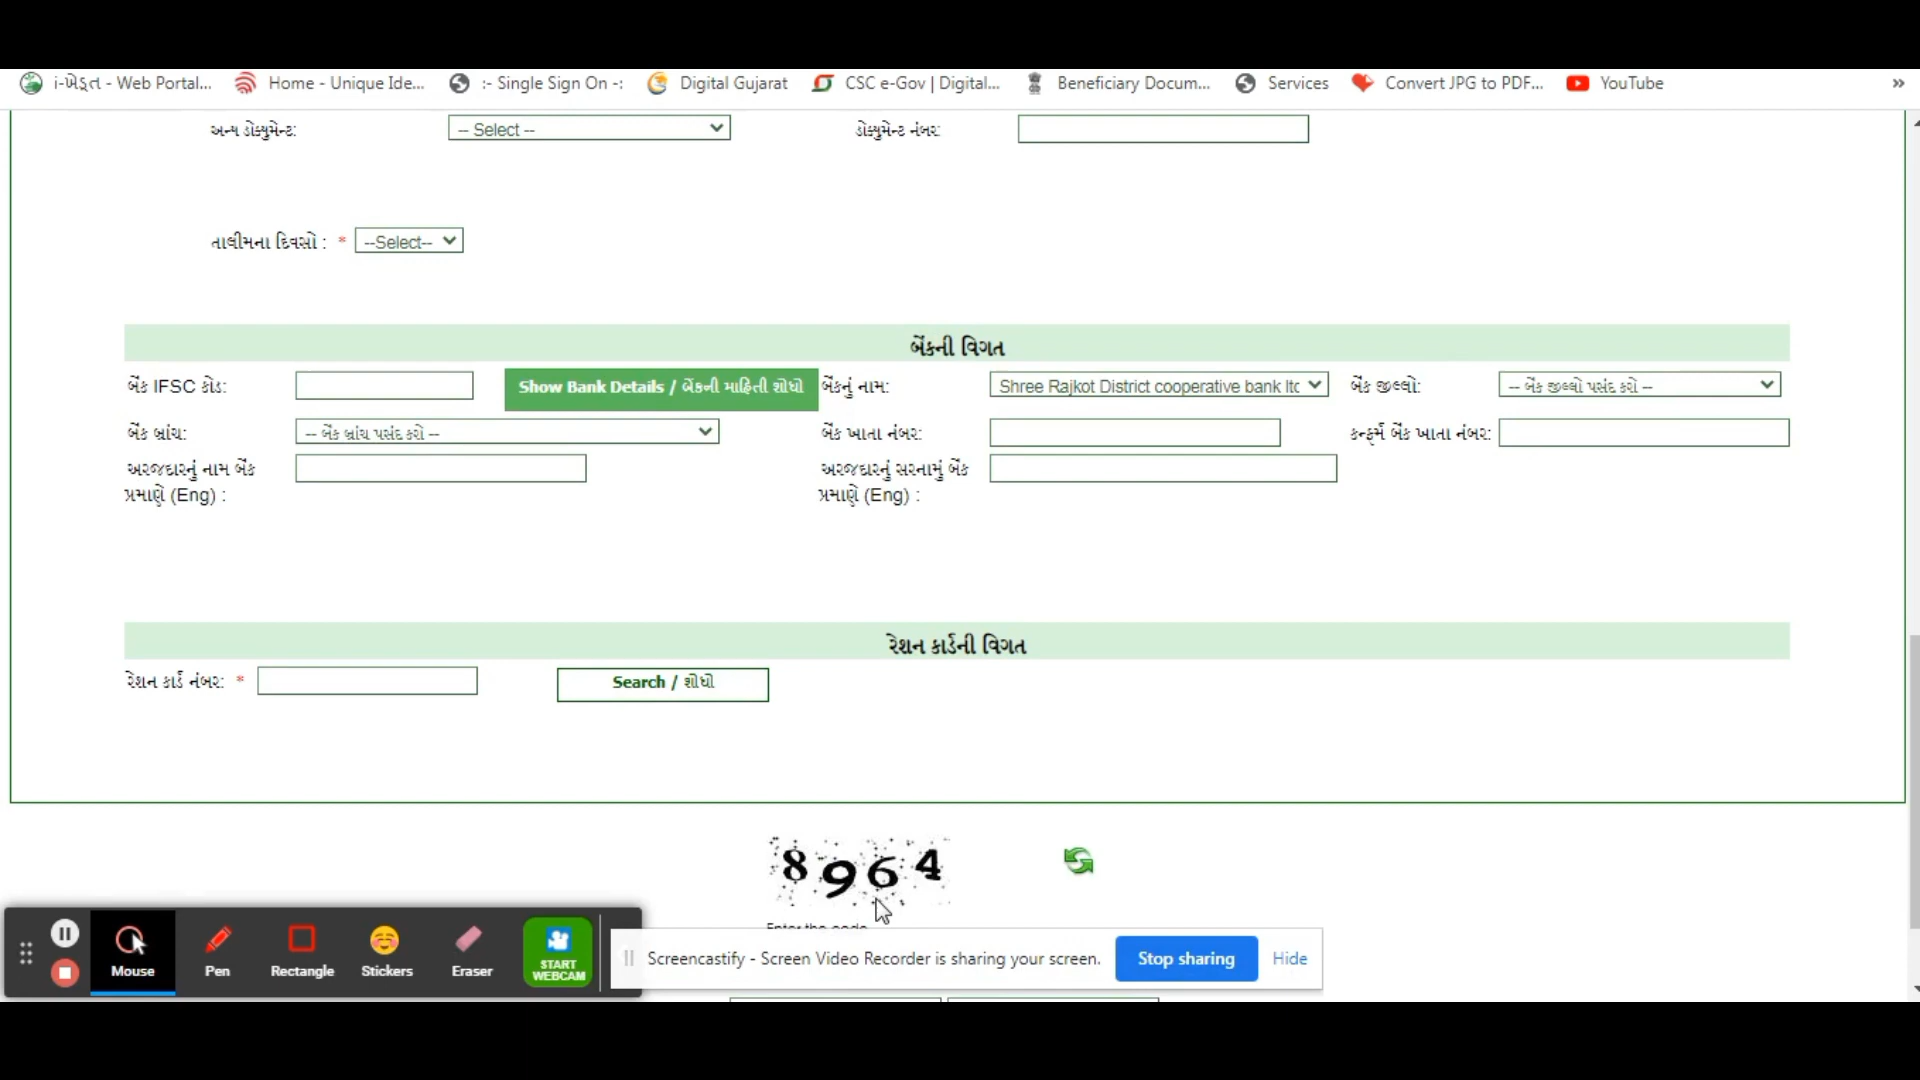 i-ખેડૂત - Web Portal... Home - Unique Ide... :- Single Sign On -: Digital Gujarat CSC e-Gov | Digital... Beneficiary Docum... Services Convert JPG to PDF... YouTube »
અન્ય ડોક્યુમેન્ટ: -- Select -- ડોક્યુમેન્ટ નંબર:
તાલીમના દિવસો : * --Select--
બેંકની વિગત
બેંક IFSC કોડ: Show Bank Details / બેંકની માહિતી શોધો બેંકનું નામ: Shree Rajkot District cooperative bank ltd બેંક જીલ્લો: -- બેંક જીલ્લો પસંદ કરો --
બેંક બ્રાંચ: -- બેંક બ્રાંચ પસંદ કરો -- બેંક ખાતા નંબર: કન્ફર્મ બેંક ખાતા નંબર:
અરજદારનું નામ બેંક અરજદારનું સરનામું બેંક
પ્રમાણે (Eng) : પ્રમાણે (Eng) :
રેશન કાર્ડની વિગત
રેશન કાર્ડ નંબર: * Search / શોધો
8964
Enter the code
Mouse Pen Rectangle Stickers Eraser START WEBCAM
Screencastify - Screen Video Recorder is sharing your screen. Stop sharing Hide